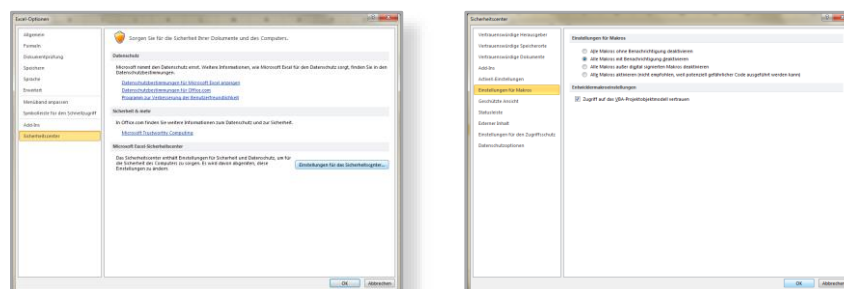 Excel-Optionen
Allgemein
Formeln
Dokumentprüfung
Speichern
Sprache
Erweitert
Menüband anpassen
Symbolleiste für den Schnellzugriff
Add-Ins
Sicherheitscenter
Sorgen Sie für die Sicherheit Ihrer Dokumente und des Computers.
Datenschutz
Microsoft nimmt den Datenschutz ernst. Weitere Informationen, wie Microsoft Excel für den Datenschutz sorgt, finden Sie in den
Datenschutzbestimmungen.
Datenschutzbestimmungen für Microsoft Excel anzeigen
Datenschutzbestimmungen für Office.com
Programm zur Verbesserung der Benutzerfreundlichkeit
Sicherheit & mehr
In Office.com finden Sie weitere Informationen zum Datenschutz und zur Sicherheit.
Microsoft Trustworthy Computing
Microsoft Excel-Sicherheitscenter
Das Sicherheitscenter enthält Einstellungen für Sicherheit und Datenschutz, um für
die Sicherheit des Computers zu sorgen. Es wird davon abgeraten, diese
Einstellungen zu ändern.
Einstellungen für das Sicherheitscenter...
OK
Abbrechen
Sicherheitscenter
Vertrauenswürdige Herausgeber
Vertrauenswürdige Speicherorte
Vertrauenswürdige Dokumente
Add-Ins
ActiveX-Einstellungen
Einstellungen für Makros
Geschützte Ansicht
Statusleiste
Externer Inhalt
Einstellungen für den Zugriffsschutz
Datenschutzoptionen
Einstellungen für Makros
Alle Makros ohne Benachrichtigung deaktivieren
Alle Makros mit Benachrichtigung deaktivieren
Alle Makros außer digital signierten Makros deaktivieren
Alle Makros aktivieren (nicht empfohlen, weil potenziell gefährlicher Code ausgeführt werden kann)
Entwicklermakroeinstellungen
Zugriff auf das VBA-Projektobjektmodell vertrauen
OK
Abbrechen